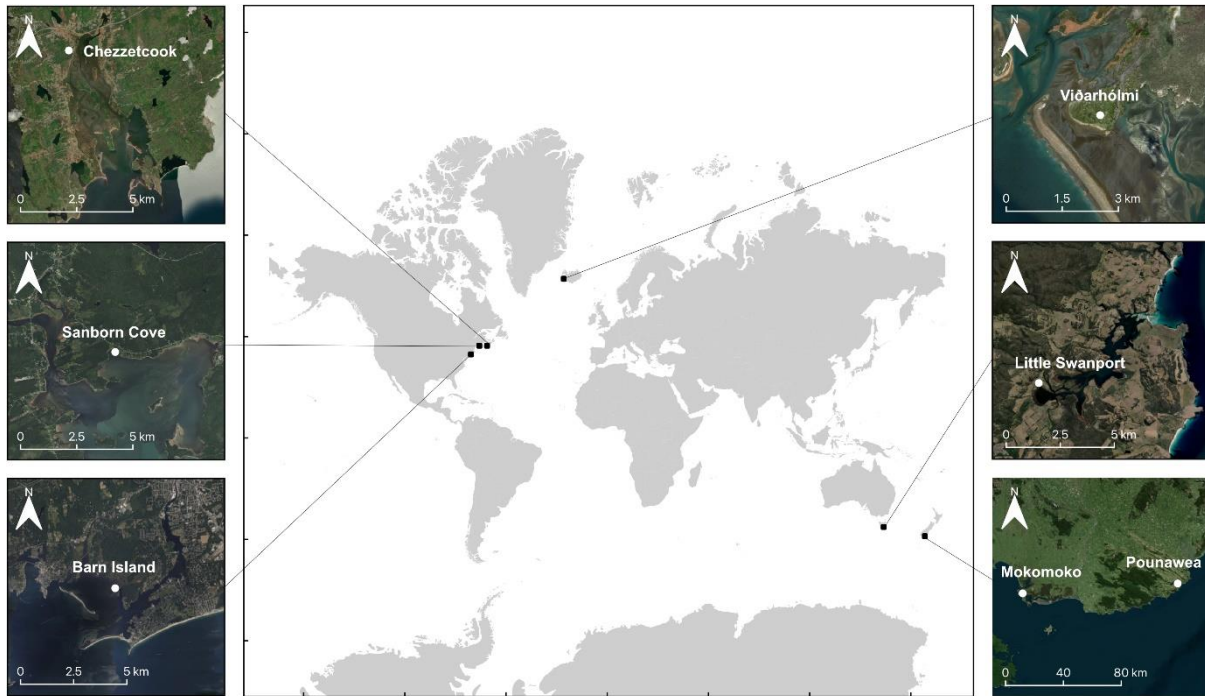 N
Chezzetcook
0 2.5 5 km
N
Sanborn Cove
0 2.5 5 km
N
Barn Island
0 2.5 5 km
N
Viðarhólmi
0 1.5 3 km
N
Little Swanport
0 2.5 5 km
N
Mokomoko
Pounawea
0 40 80 km